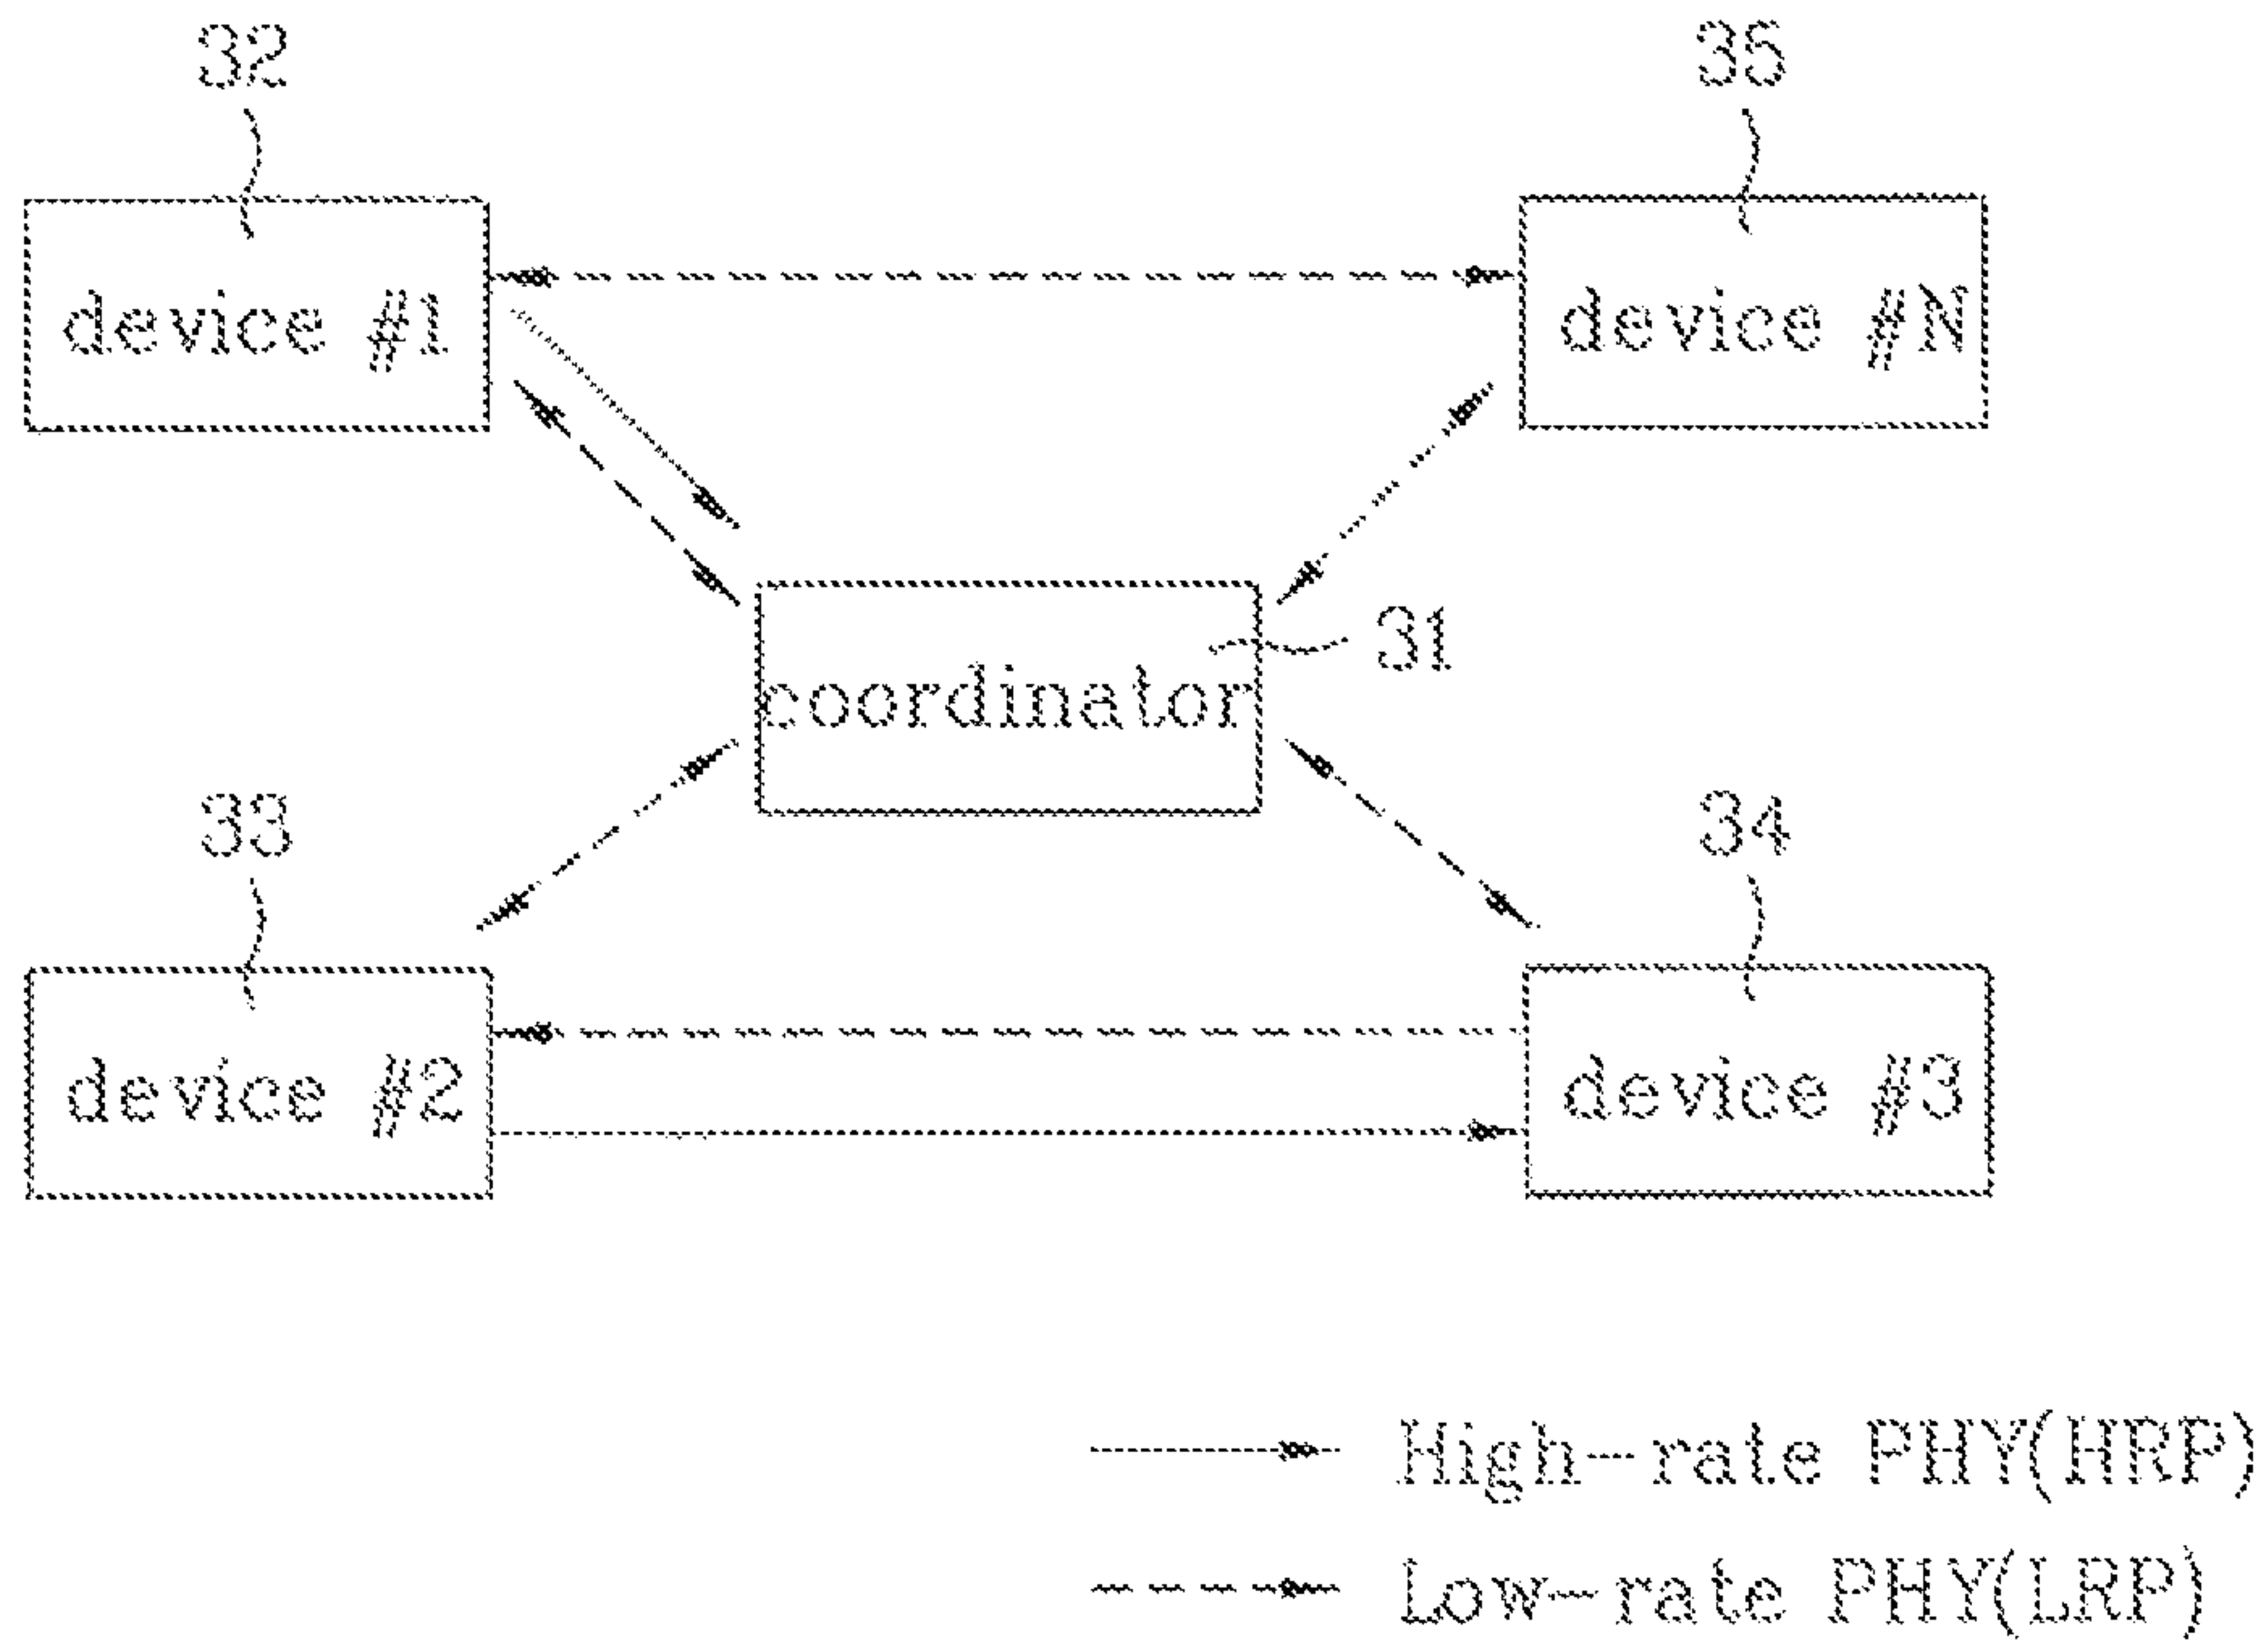 32
35
device #1
device #N
31
coordinator
33
34
device #2
device #3
High-rate PHY(HRP)
Low-rate PHY(LRP)